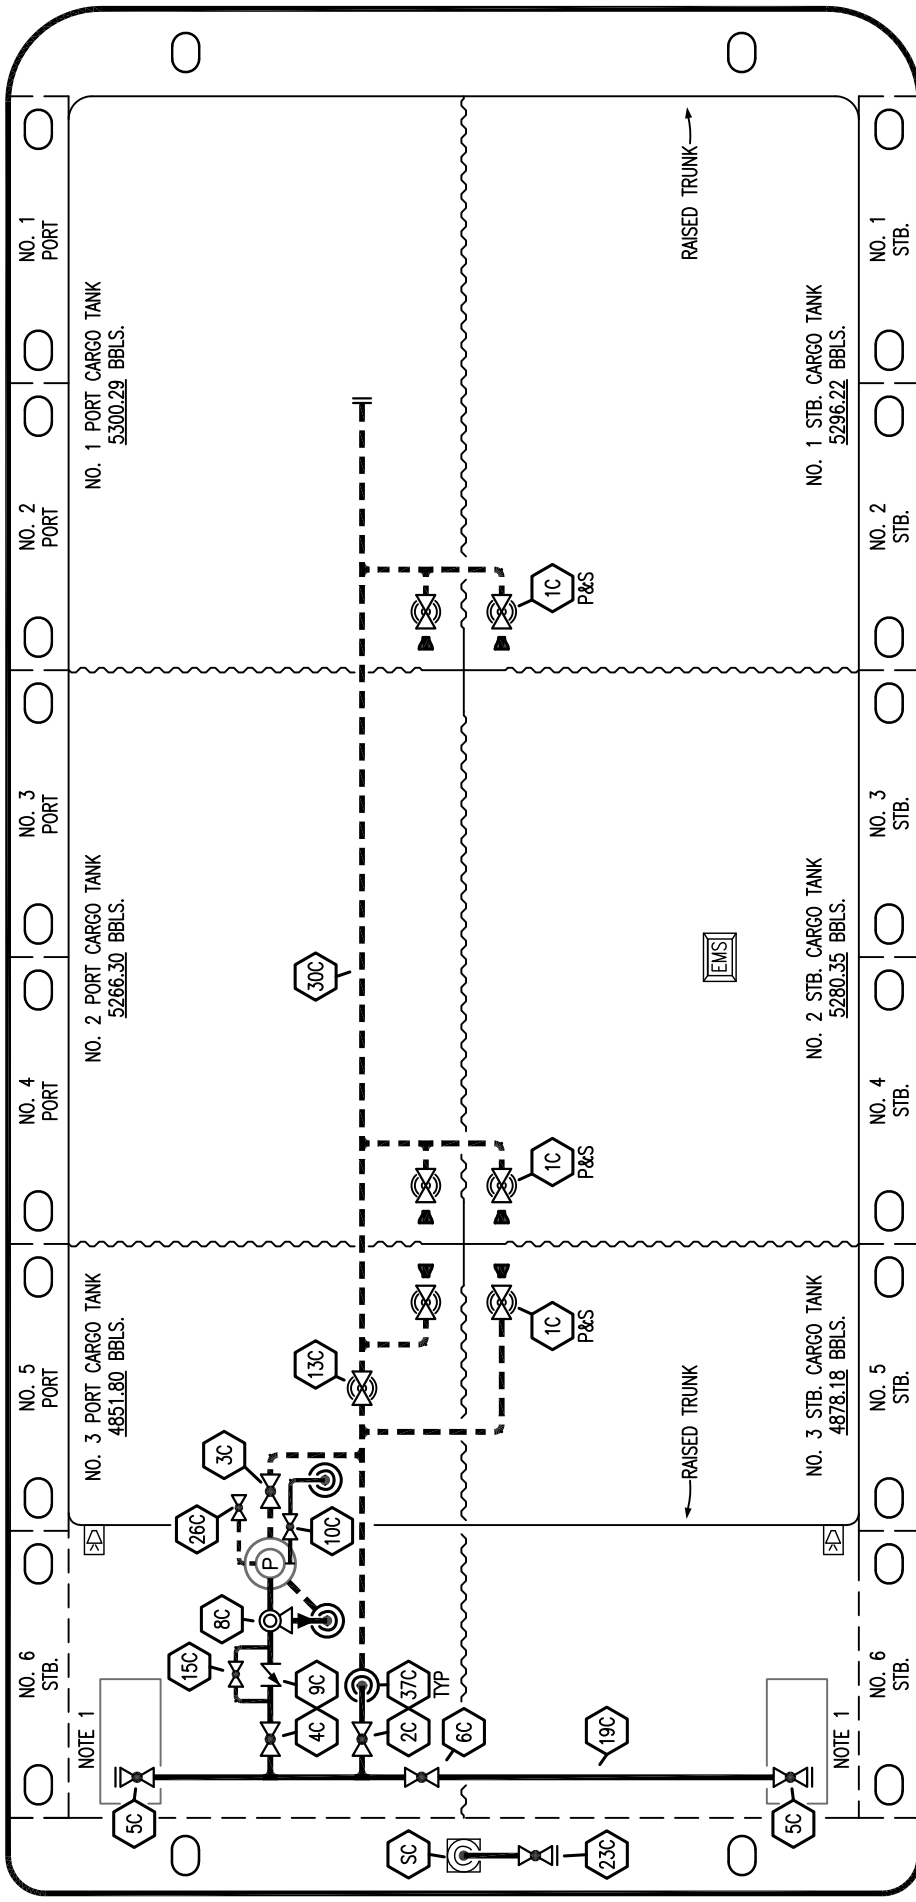 NO. 6
STB.
NO. 5
PORT
NO. 4
PORT
NO. 3
PORT
NO. 2
PORT
NO. 1
PORT
NO. 3 PORT CARGO TANK
4851.80 BBLS.
NO. 2 PORT CARGO TANK
5266.30 BBLS.
NO. 1 PORT CARGO TANK
5300.29 BBLS.
NOTE 1
5C
15C
8C
26C
3C
P
9C
10C
4C
13C
30C
37C
TYP
2C
6C
SC
23C
19C
1C
P&S
1C
P&S
1C
P&S
EMS
RAISED TRUNK
RAISED TRUNK
NOTE 1
5C
NO. 3 STB. CARGO TANK
4878.18 BBLS.
NO. 2 STB. CARGO TANK
5280.35 BBLS.
NO. 1 STB. CARGO TANK
5296.22 BBLS.
NO. 6
STB.
NO. 5
STB.
NO. 4
STB.
NO. 3
STB.
NO. 2
STB.
NO. 1
STB.